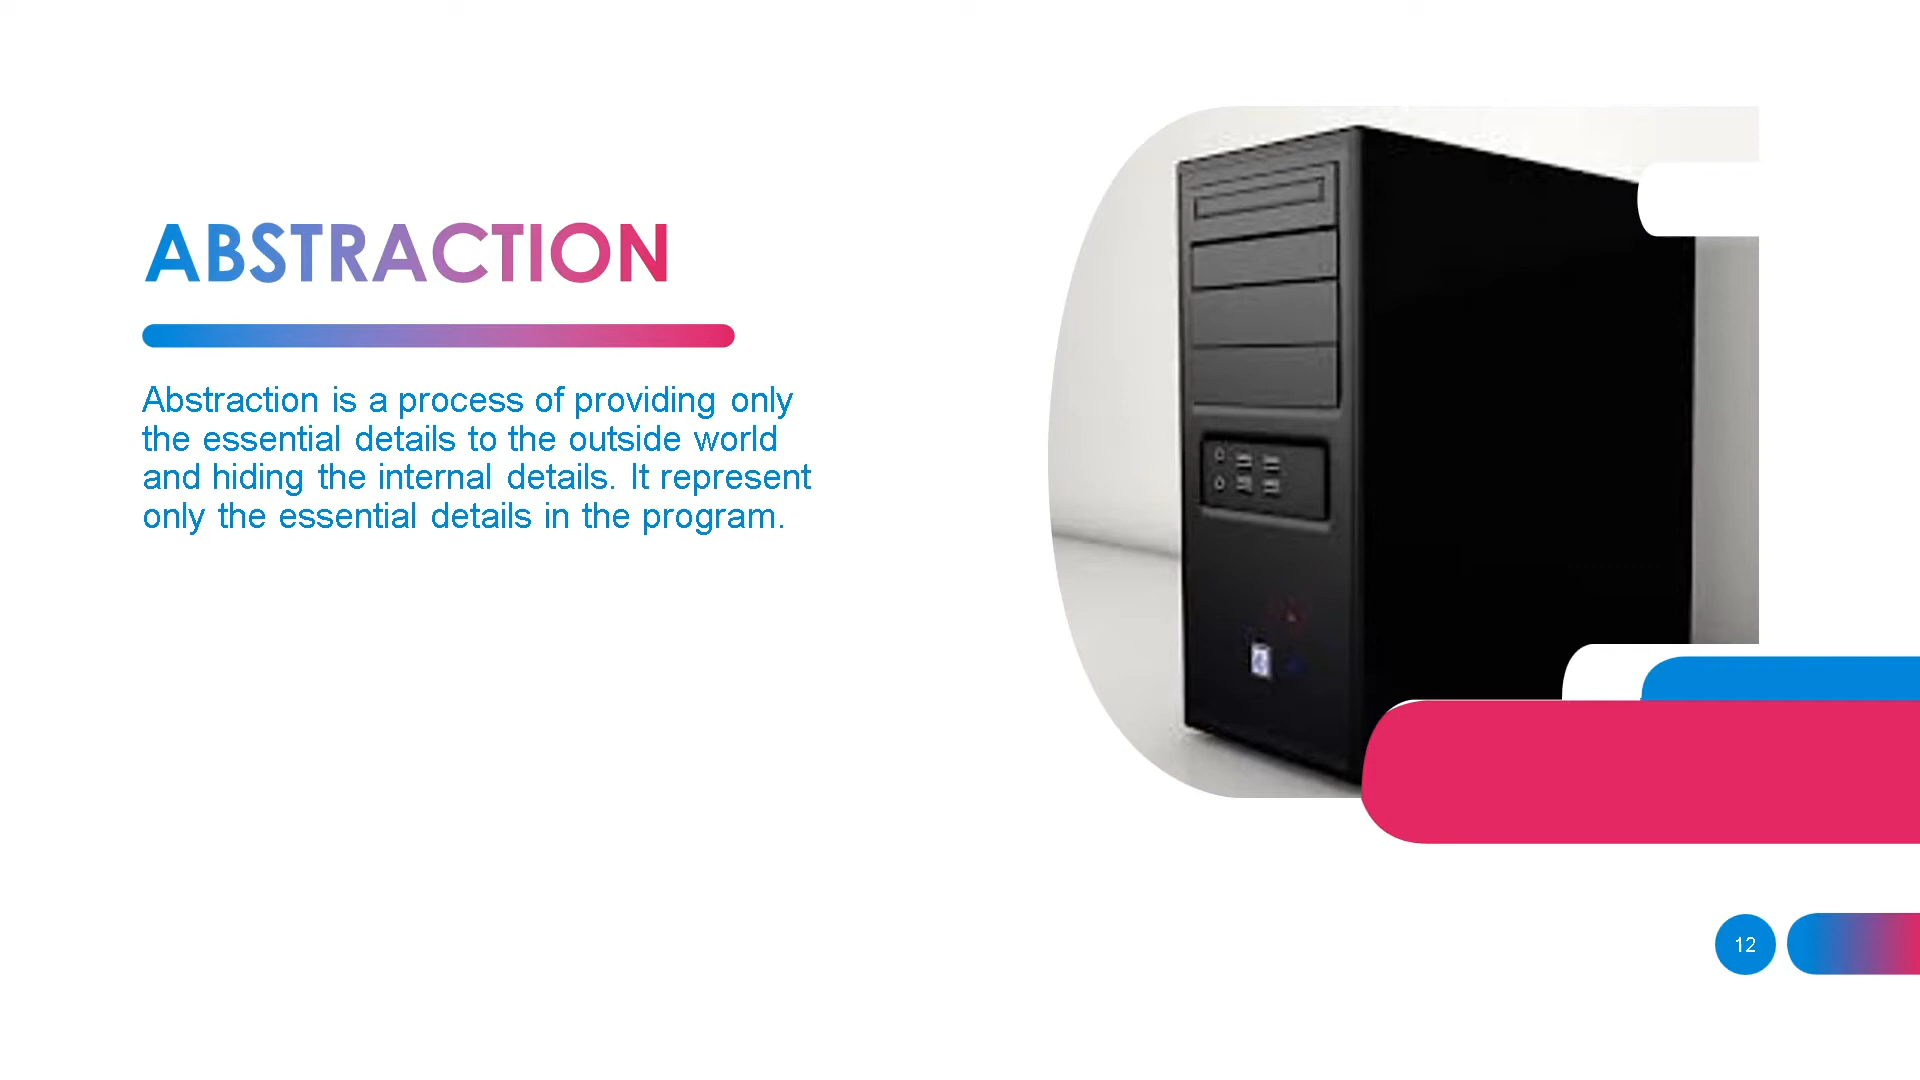 ABSTRACTION
Abstraction is a process of providing only
the essential details to the outside world
and hiding the internal details. It represent
only the essential details in the program.
12